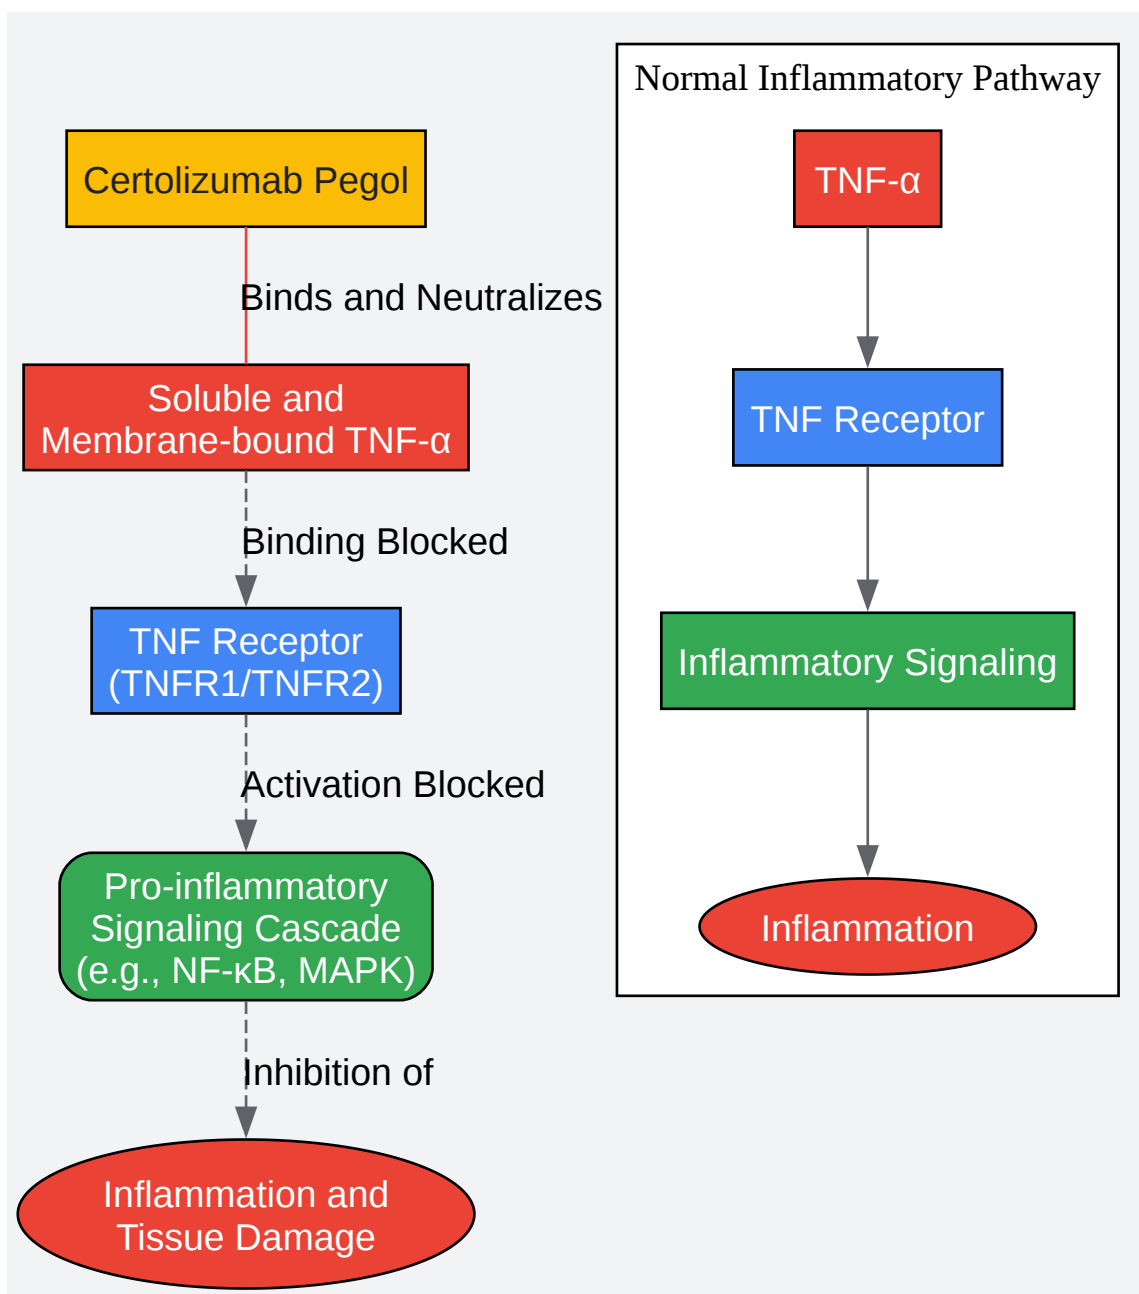 Certolizumab Pegol
Binds and Neutralizes
Soluble and
Membrane-bound TNF-α
Binding Blocked
TNF Receptor
(TNFR1/TNFR2)
Activation Blocked
Pro-inflammatory
Signaling Cascade
(e.g., NF-κB, MAPK)
Inhibition of
Inflammation and
Tissue Damage
Normal Inflammatory Pathway
TNF-α
TNF Receptor
Inflammatory Signaling
Inflammation